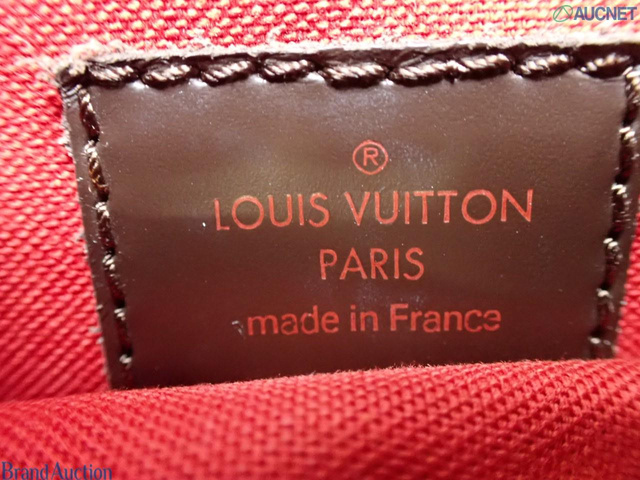 AUCNET
®
LOUIS VUITTON
PARIS
made in France
Brand Auction